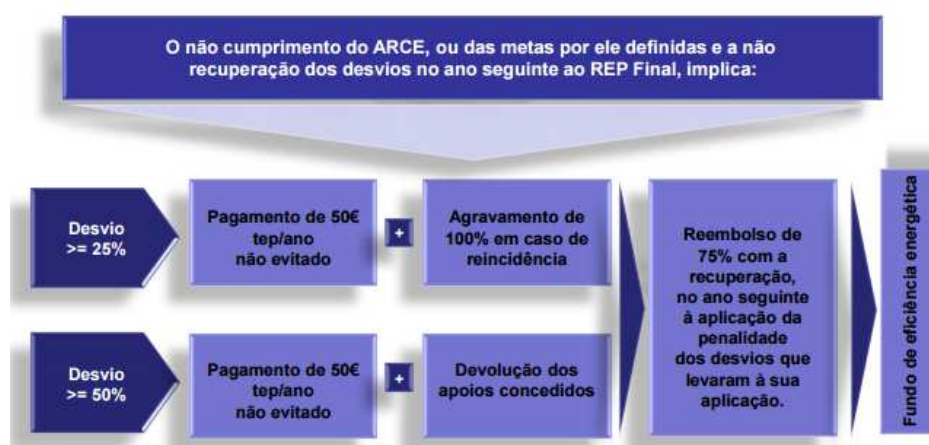 O não cumprimento do ARCE, ou das metas por ele definidas e a não
recuperação dos desvios no ano seguinte ao REP Final, implica:
Desvio
>= 25%
Pagamento de 50€
tep/ano
não evitado
+
Agravamento de
100% em caso de
reincidência
Desvio
>= 50%
Pagamento de 50€
tep/ano
não evitado
+
Devolução dos
apoios concedidos
Reembolso de
75% com a
recuperação,
no ano seguinte
à aplicação da
penalidade
dos desvios que
levaram à sua
aplicação.
Fundo de eficiência energética